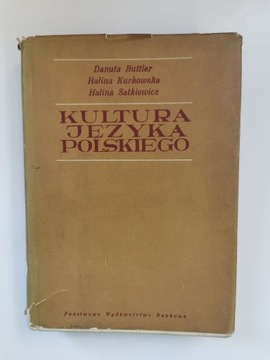 Danuta Buttler
Halina Kurkowska
Halina Satkiewicz
KULTURA
JĘZYKA
POLSKIEGO
Państwowe Wydawnictwo Naukowe